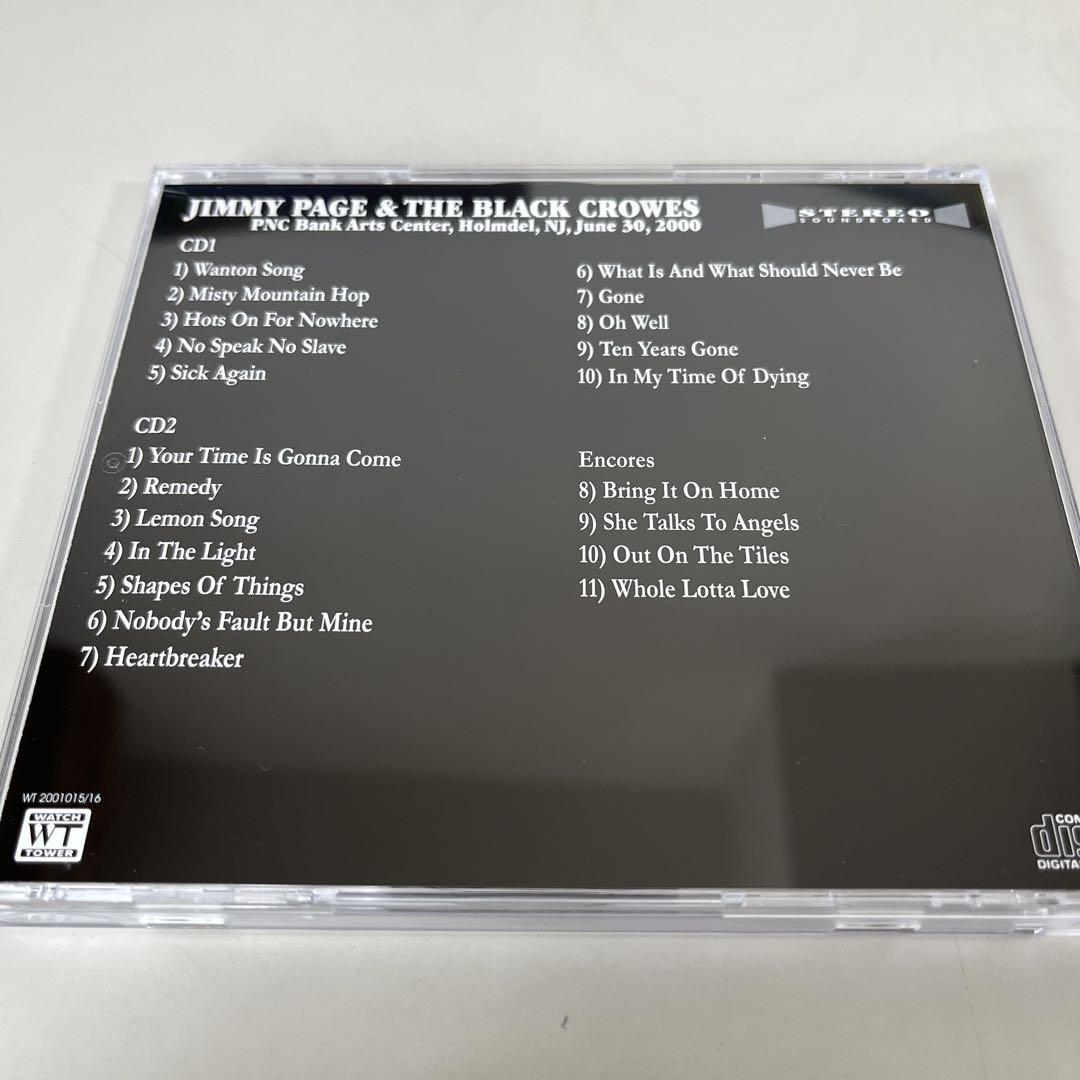 JIMMY PAGE & THE BLACK CROWES
PNC Bank Arts Center, Holmdel, NJ, June 30, 2000
STEREO
SOUNDBOARD
CD1
1) Wanton Song
2) Misty Mountain Hop
3) Hots On For Nowhere
4) No Speak No Slave
5) Sick Again
6) What Is And What Should Never Be
7) Gone
8) Oh Well
9) Ten Years Gone
10) In My Time Of Dying
CD2
1) Your Time Is Gonna Come
2) Remedy
3) Lemon Song
4) In The Light
5) Shapes Of Things
6) Nobody's Fault But Mine
7) Heartbreaker
Encores
8) Bring It On Home
9) She Talks To Angels
10) Out On The Tiles
11) Whole Lotta Love
WT 2001015/16
WATCH
WT
TOWER